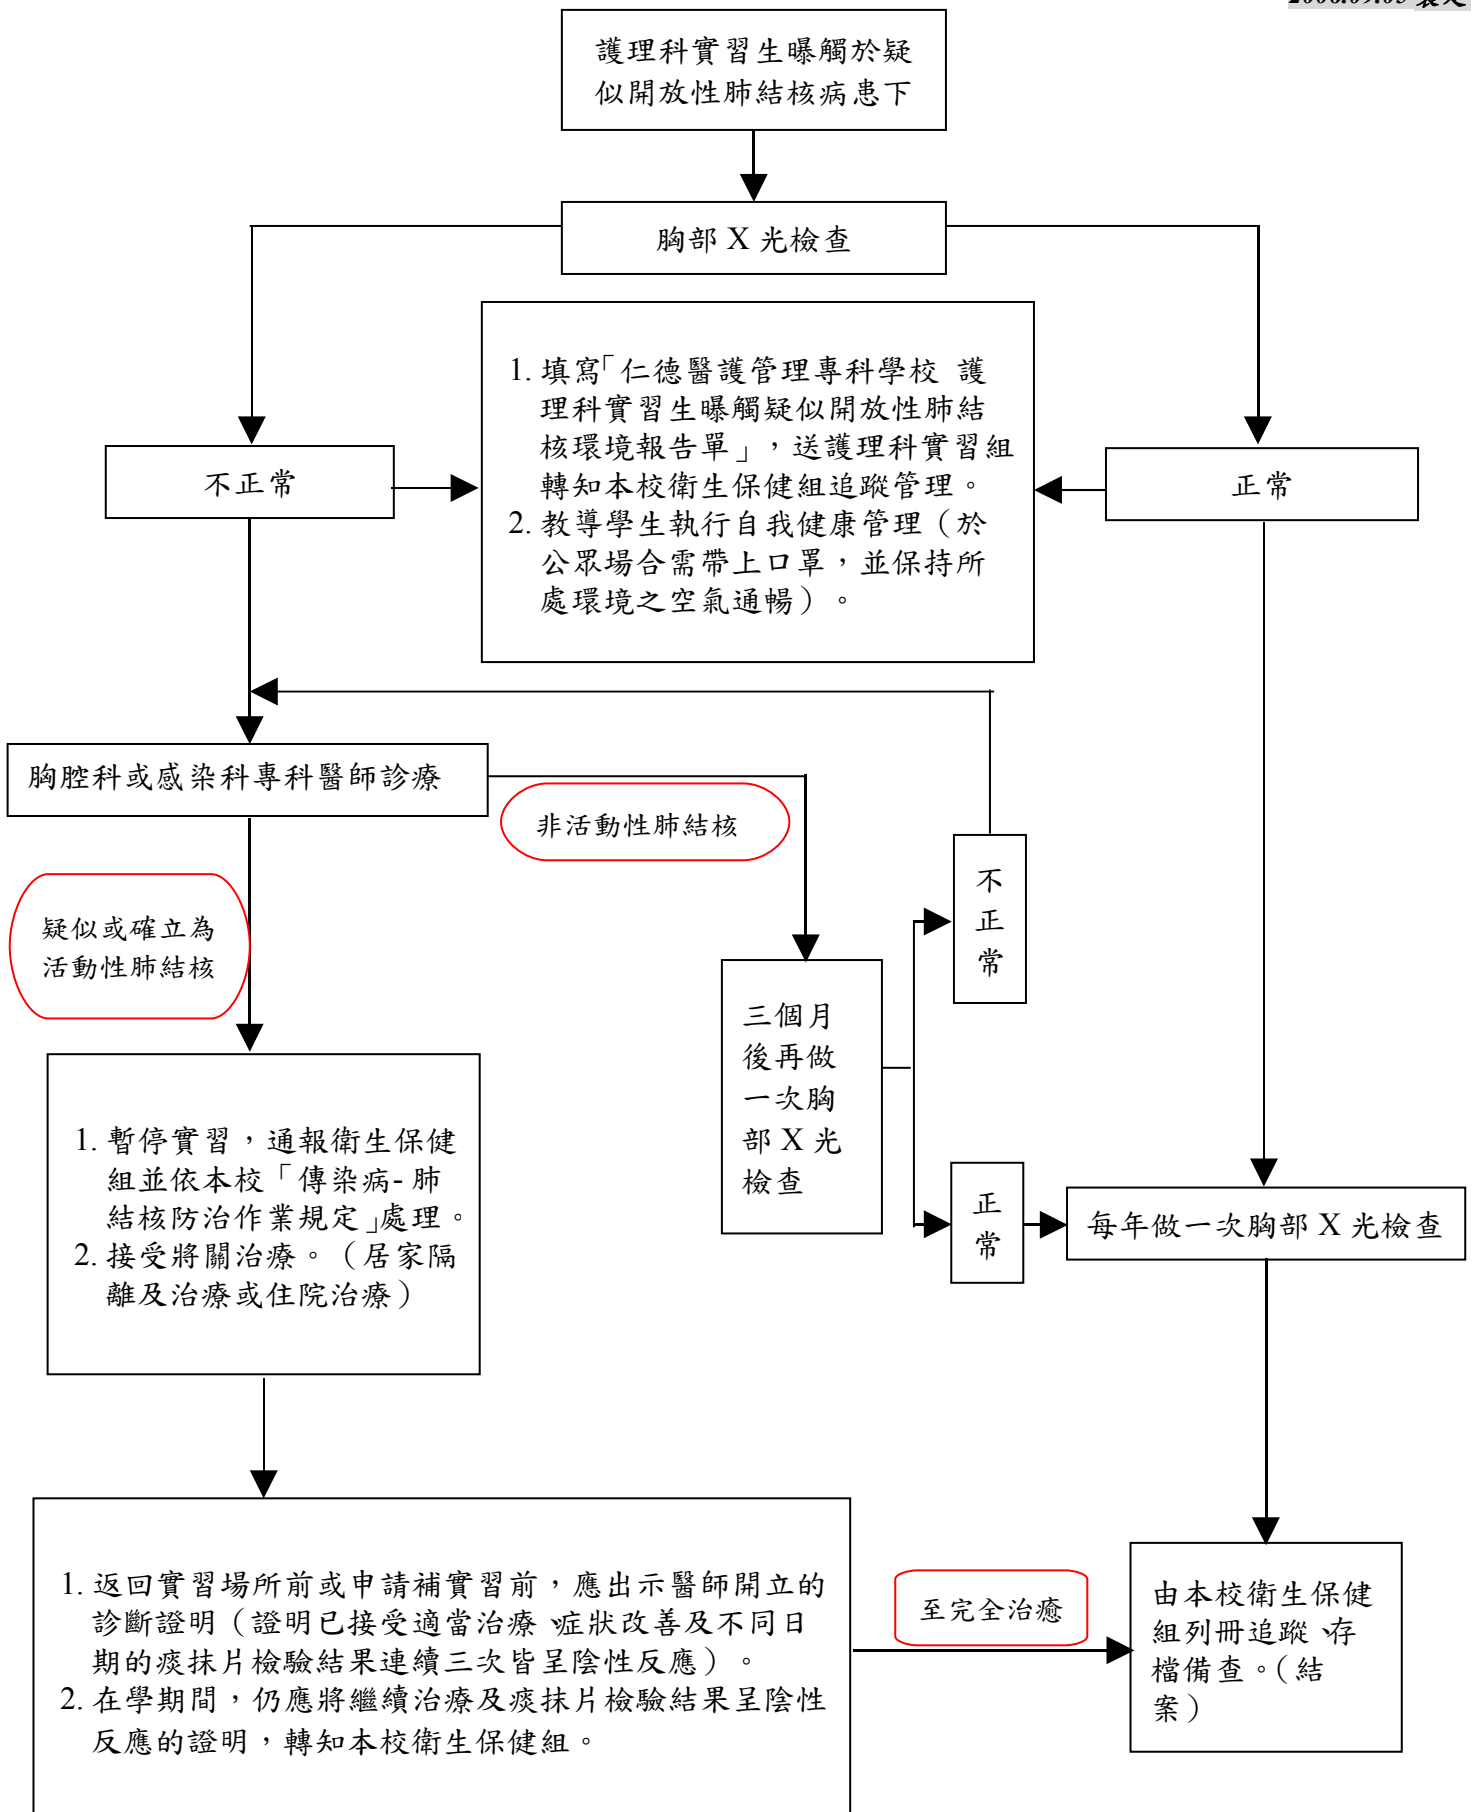 護理科實習生曝觸於疑
似開放性肺結核病患下
胸部 X 光檢查
1. 填寫「仁德醫護管理專科學校 護
理科實習生曝觸疑似開放性肺結
核環境報告單」，送護理科實習組
轉知本校衛生保健組追蹤管理。
2. 教導學生執行自我健康管理（於
公眾場合需帶上口罩，並保持所
處環境之空氣通暢）。
不正常
正常
胸腔科或感染科專科醫師診療
非活動性肺結核
疑似或確立為
活動性肺結核
不
正
常
三個月
後再做
一次胸
部 X 光
檢查
正
常
每年做一次胸部 X 光檢查
1. 暫停實習，通報衛生保健
組並依本校「傳染病-肺
結核防治作業規定」處理。
2. 接受將關治療。（居家隔
離及治療或住院治療）
1. 返回實習場所前或申請補實習前，應出示醫師開立的
診斷證明（證明已接受適當治療、症狀改善及不同日
期的痰抹片檢驗結果連續三次皆呈陰性反應）。
2. 在學期間，仍應將繼續治療及痰抹片檢驗結果呈陰性
反應的證明，轉知本校衛生保健組。
至完全治癒
由本校衛生保健
組列冊追蹤、存
檔備查。（結
案）